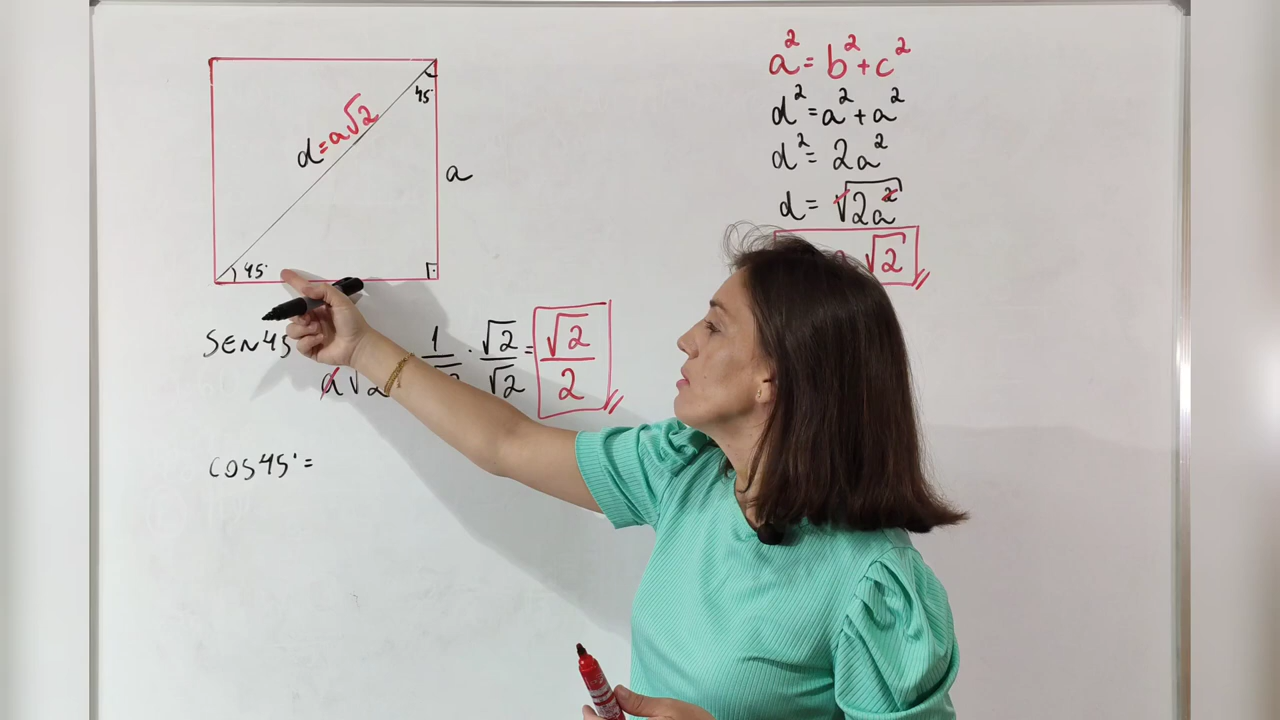 d=a√2
45°
a
45°
a²=b²+c²
d²=a²+a²
d²=2a²
d=√2a²
√2
SEN45
a√2
1
· √2/√2 = √2/2
COS45°=